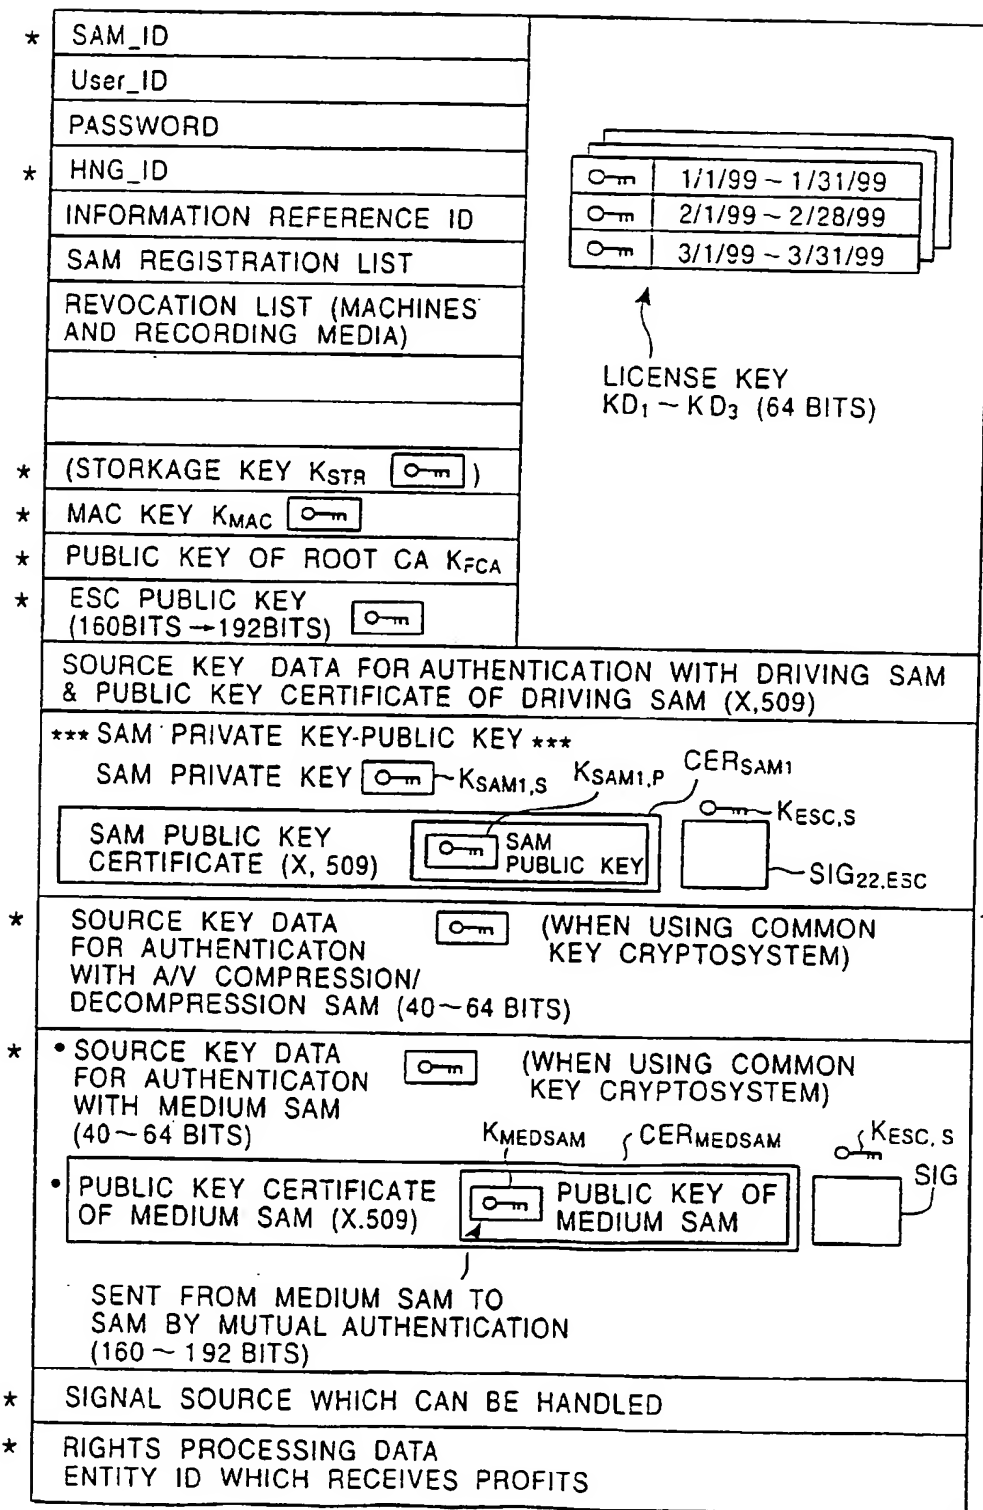 * SAM_ID
User_ID
PASSWORD
* HNG_ID
INFORMATION REFERENCE ID
SAM REGISTRATION LIST
REVOCATION LIST (MACHINES
AND RECORDING MEDIA)
1/1/99 ~ 1/31/99
2/1/99 ~ 2/28/99
3/1/99 ~ 3/31/99
LICENSE KEY
KD1 ~ KD3 (64 BITS)
* (STORKAGE KEY KSTR )
* MAC KEY KMAC
* PUBLIC KEY OF ROOT CA KFCA
* ESC PUBLIC KEY
(160BITS → 192BITS)
SOURCE KEY DATA FOR AUTHENTICATION WITH DRIVING SAM
& PUBLIC KEY CERTIFICATE OF DRIVING SAM (X,509)
*** SAM PRIVATE KEY-PUBLIC KEY ***
SAM PRIVATE KEY KSAM1,S KSAM1,P CERSAM1
KESC,S
SAM PUBLIC KEY
CERTIFICATE (X, 509)
SAM
PUBLIC KEY
SIG22,ESC
* SOURCE KEY DATA
FOR AUTHENTICATON
WITH A/V COMPRESSION/
DECOMPRESSION SAM (40~64 BITS)
(WHEN USING COMMON
KEY CRYPTOSYSTEM)
* • SOURCE KEY DATA
FOR AUTHENTICATON
WITH MEDIUM SAM
(40~64 BITS)
(WHEN USING COMMON
KEY CRYPTOSYSTEM)
KMEDSAM CERMEDSAM KESC, S
SIG
• PUBLIC KEY CERTIFICATE
OF MEDIUM SAM (X.509)
PUBLIC KEY OF
MEDIUM SAM
SENT FROM MEDIUM SAM TO
SAM BY MUTUAL AUTHENTICATION
(160 ~ 192 BITS)
* SIGNAL SOURCE WHICH CAN BE HANDLED
* RIGHTS PROCESSING DATA
ENTITY ID WHICH RECEIVES PROFITS